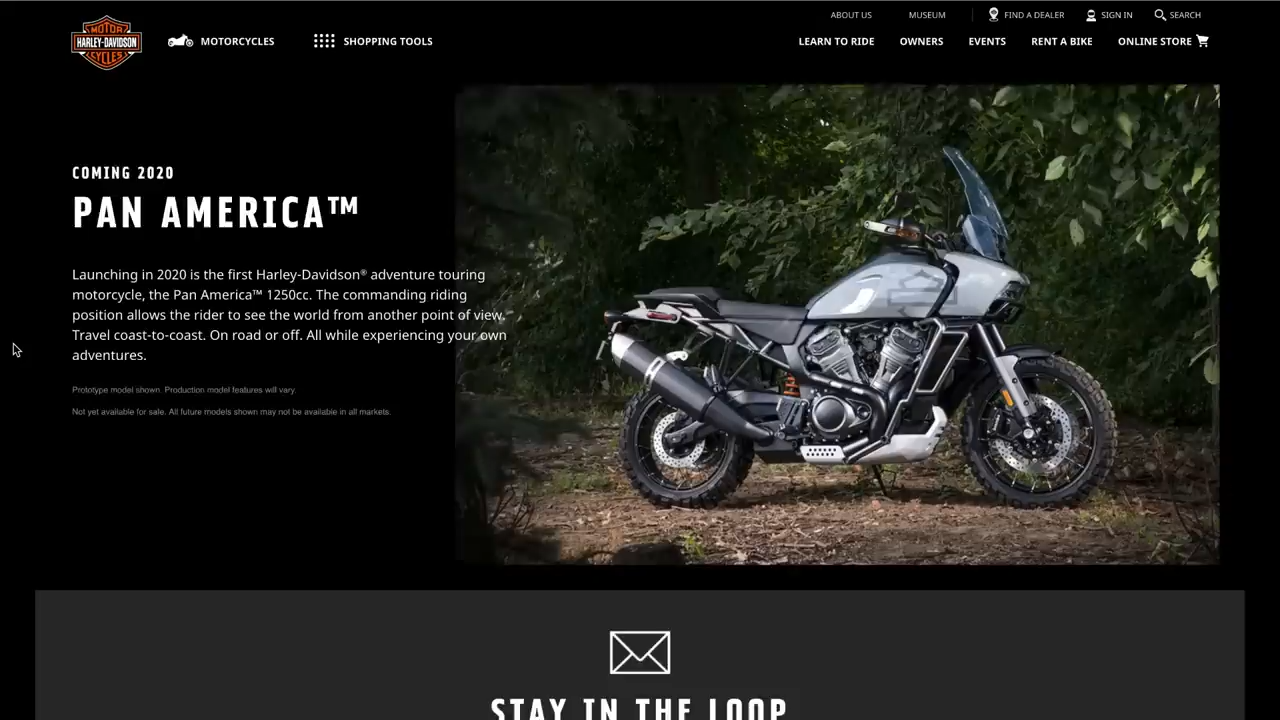 ABOUT US MUSEUM FIND A DEALER SIGN IN SEARCH
MOTOR
HARLEY-DAVIDSON
CYCLES
MOTORCYCLES SHOPPING TOOLS LEARN TO RIDE OWNERS EVENTS RENT A BIKE ONLINE STORE
COMING 2020
PAN AMERICA™
Launching in 2020 is the first Harley-Davidson® adventure touring
motorcycle, the Pan America™ 1250cc. The commanding riding
position allows the rider to see the world from another point of view.
Travel coast-to-coast. On road or off. All while experiencing your own
adventures.
Prototype model shown. Production model features will vary.
Not yet available for sale. All future models shown may not be available in all markets.
STAY IN THE LOOP